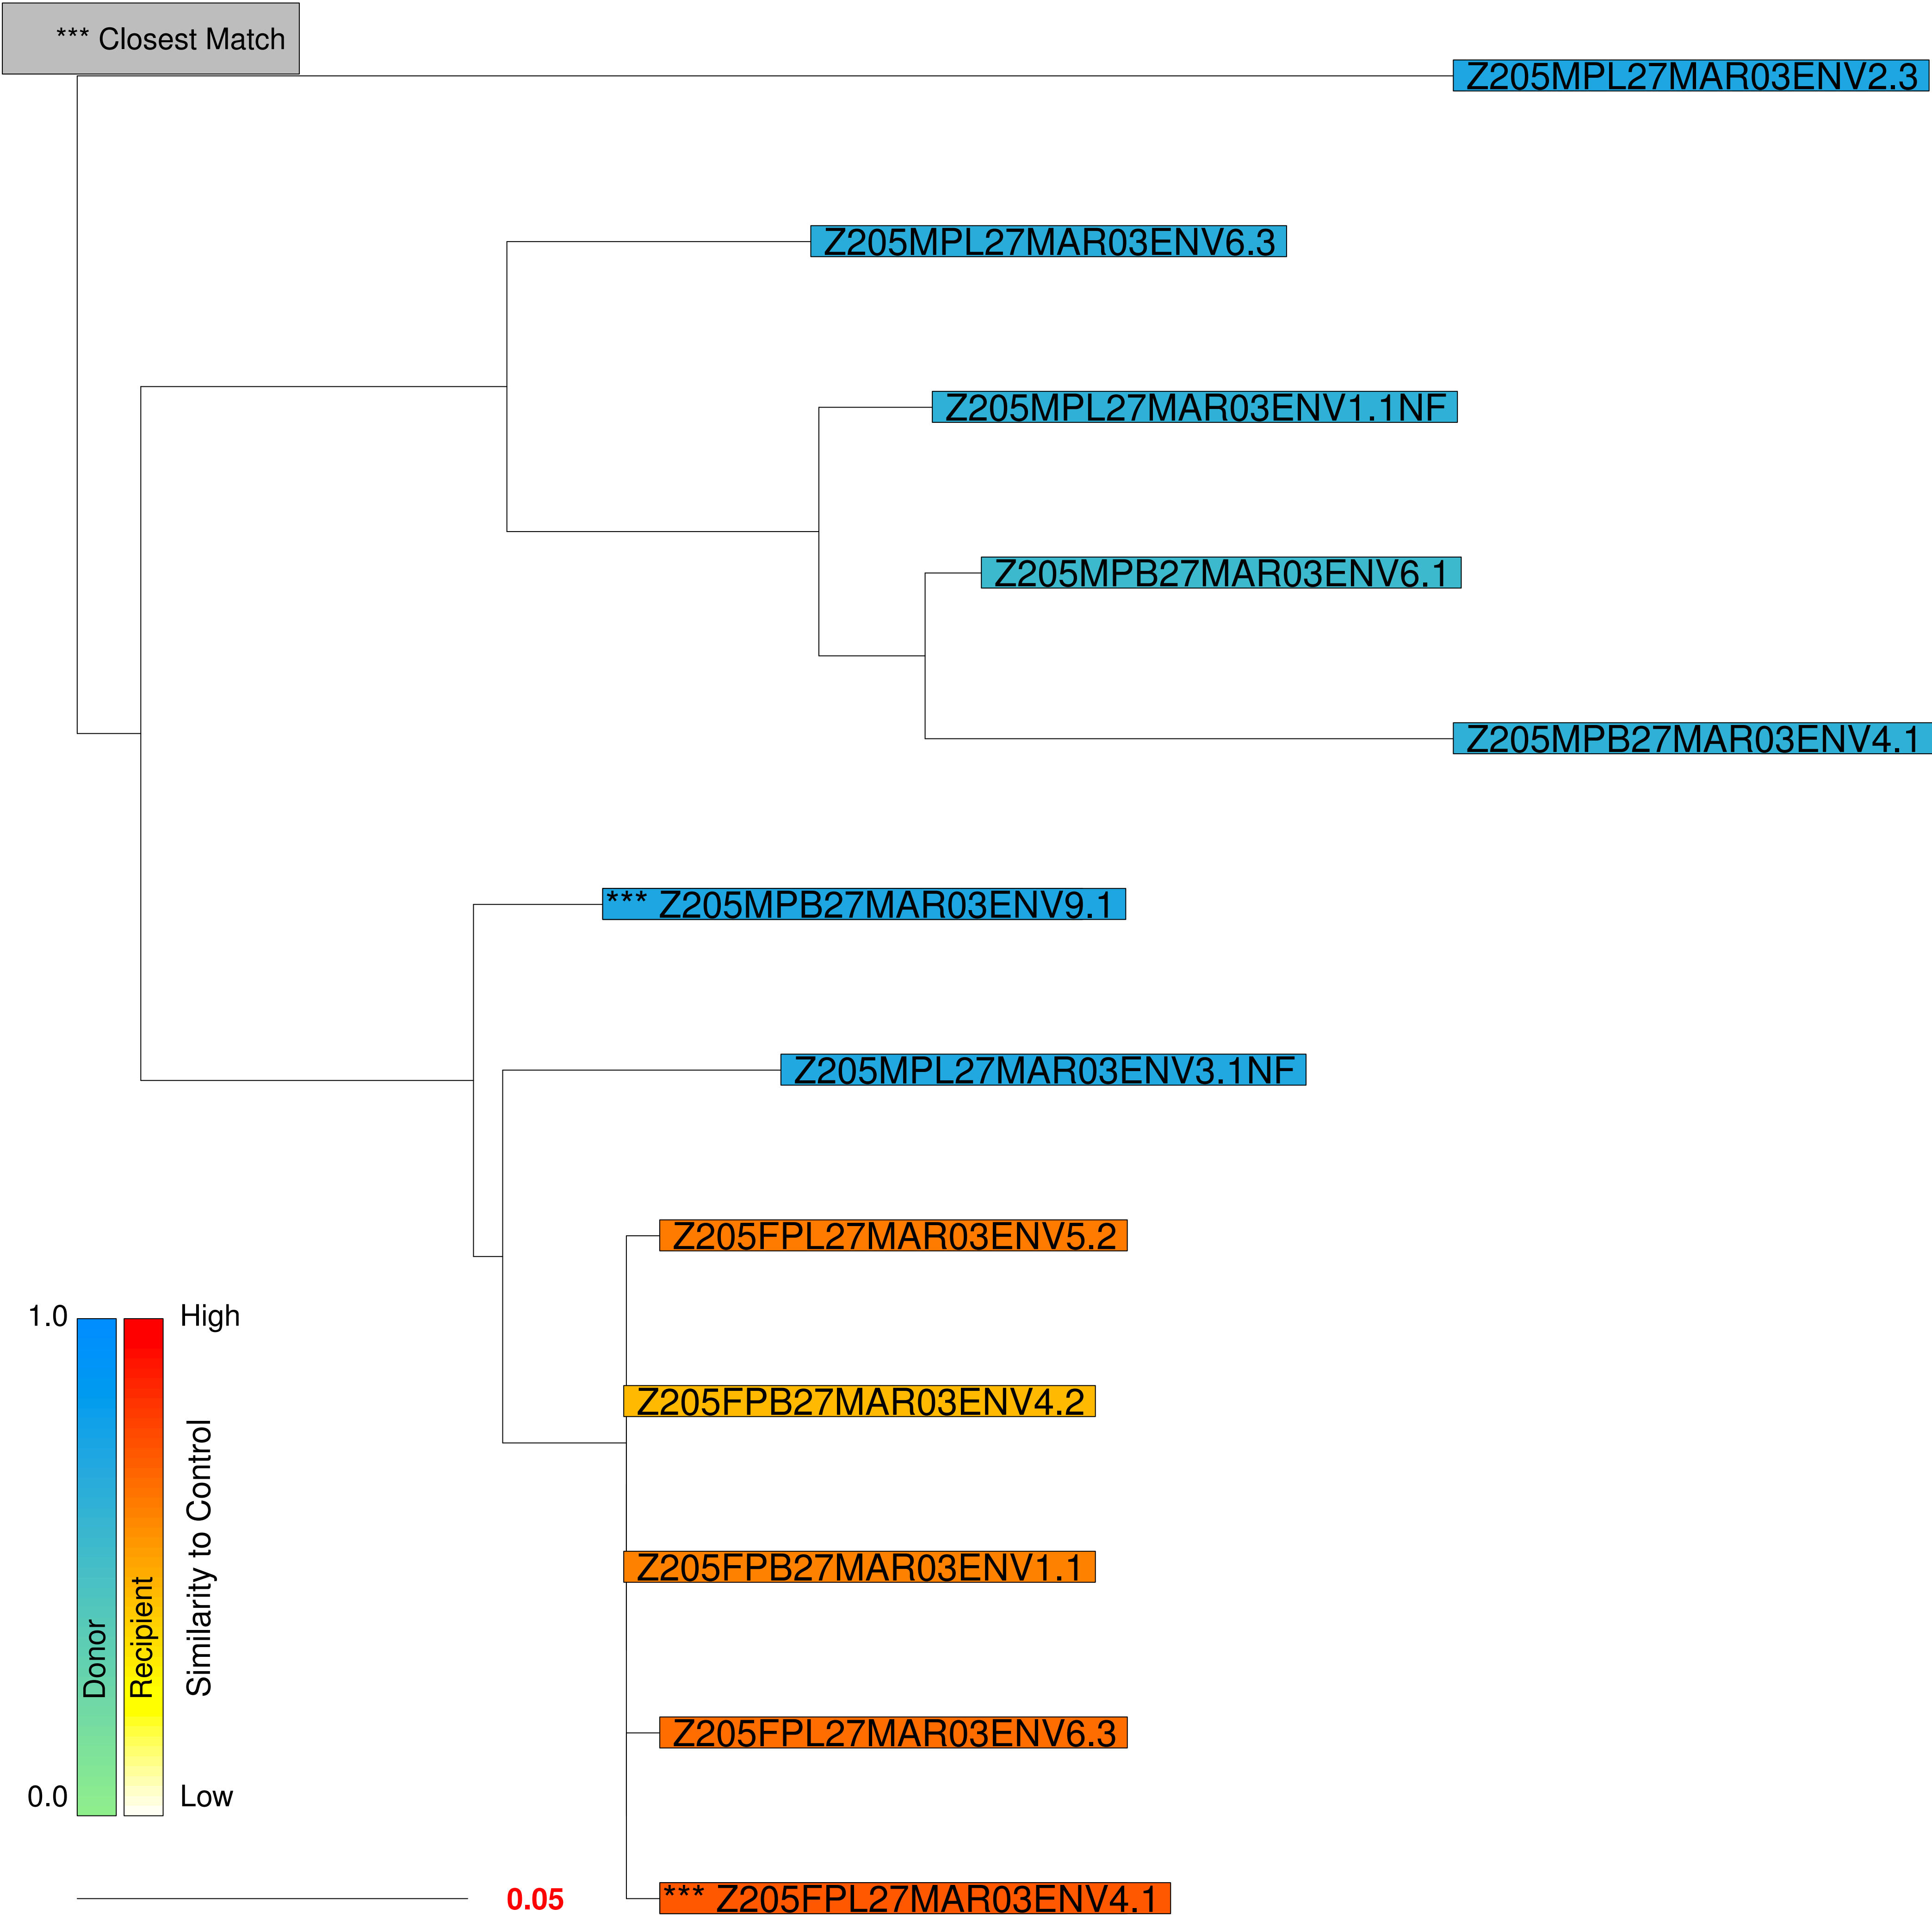 *** Closest Match
Z205MPL27MAR03ENV2.3
Z205MPL27MAR03ENV6.3
Z205MPL27MAR03ENV1.1NF
Z205MPB27MAR03ENV6.1
Z205MPB27MAR03ENV4.1
*** Z205MPB27MAR03ENV9.1
Z205MPL27MAR03ENV3.1NF
Z205FPL27MAR03ENV5.2
Z205FPB27MAR03ENV4.2
Z205FPB27MAR03ENV1.1
Z205FPL27MAR03ENV6.3
*** Z205FPL27MAR03ENV4.1
1.0
High
Donor
Recipient
Similarity to Control
0.0
Low
0.05